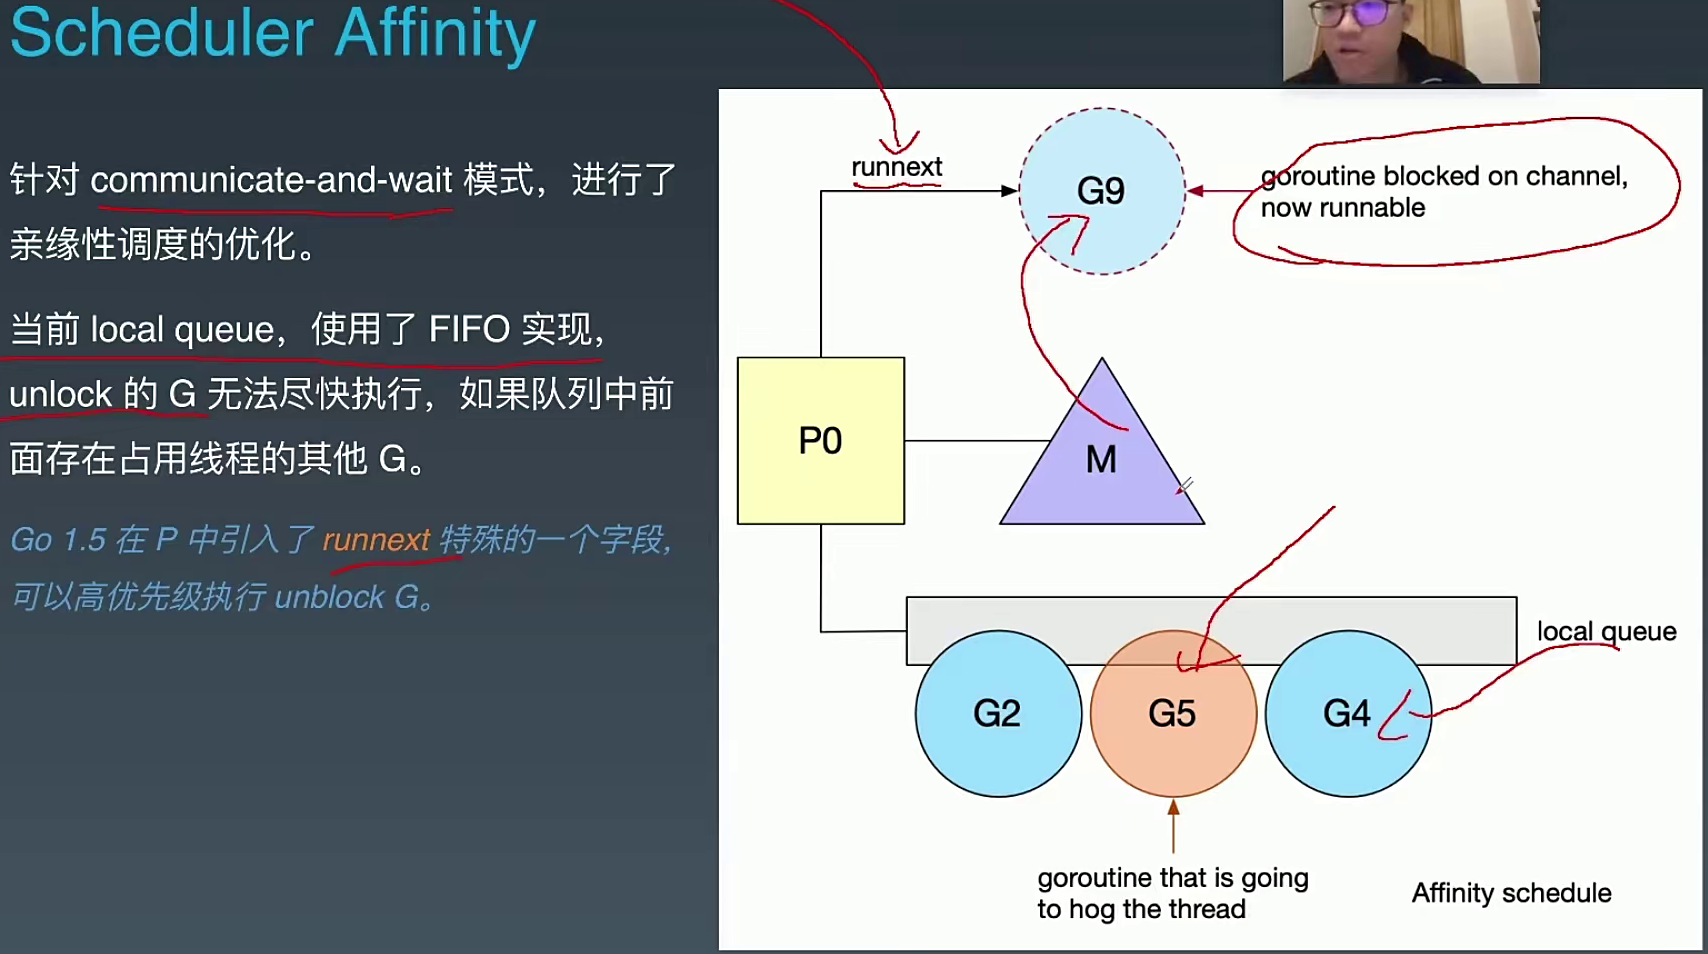 Scheduler Affinity
针对 communicate-and-wait 模式，进行了
亲缘性调度的优化。
当前 local queue，使用了 FIFO 实现，
unlock 的 G 无法尽快执行，如果队列中前
面存在占用线程的其他 G。
Go 1.5 在 P 中引入了 runnext 特殊的一个字段，
可以高优先级执行 unblock G。
runnext
G9
goroutine blocked on channel,
now runnable
P0
M
local queue
G2
G5
G4
goroutine that is going
to hog the thread
Affinity schedule